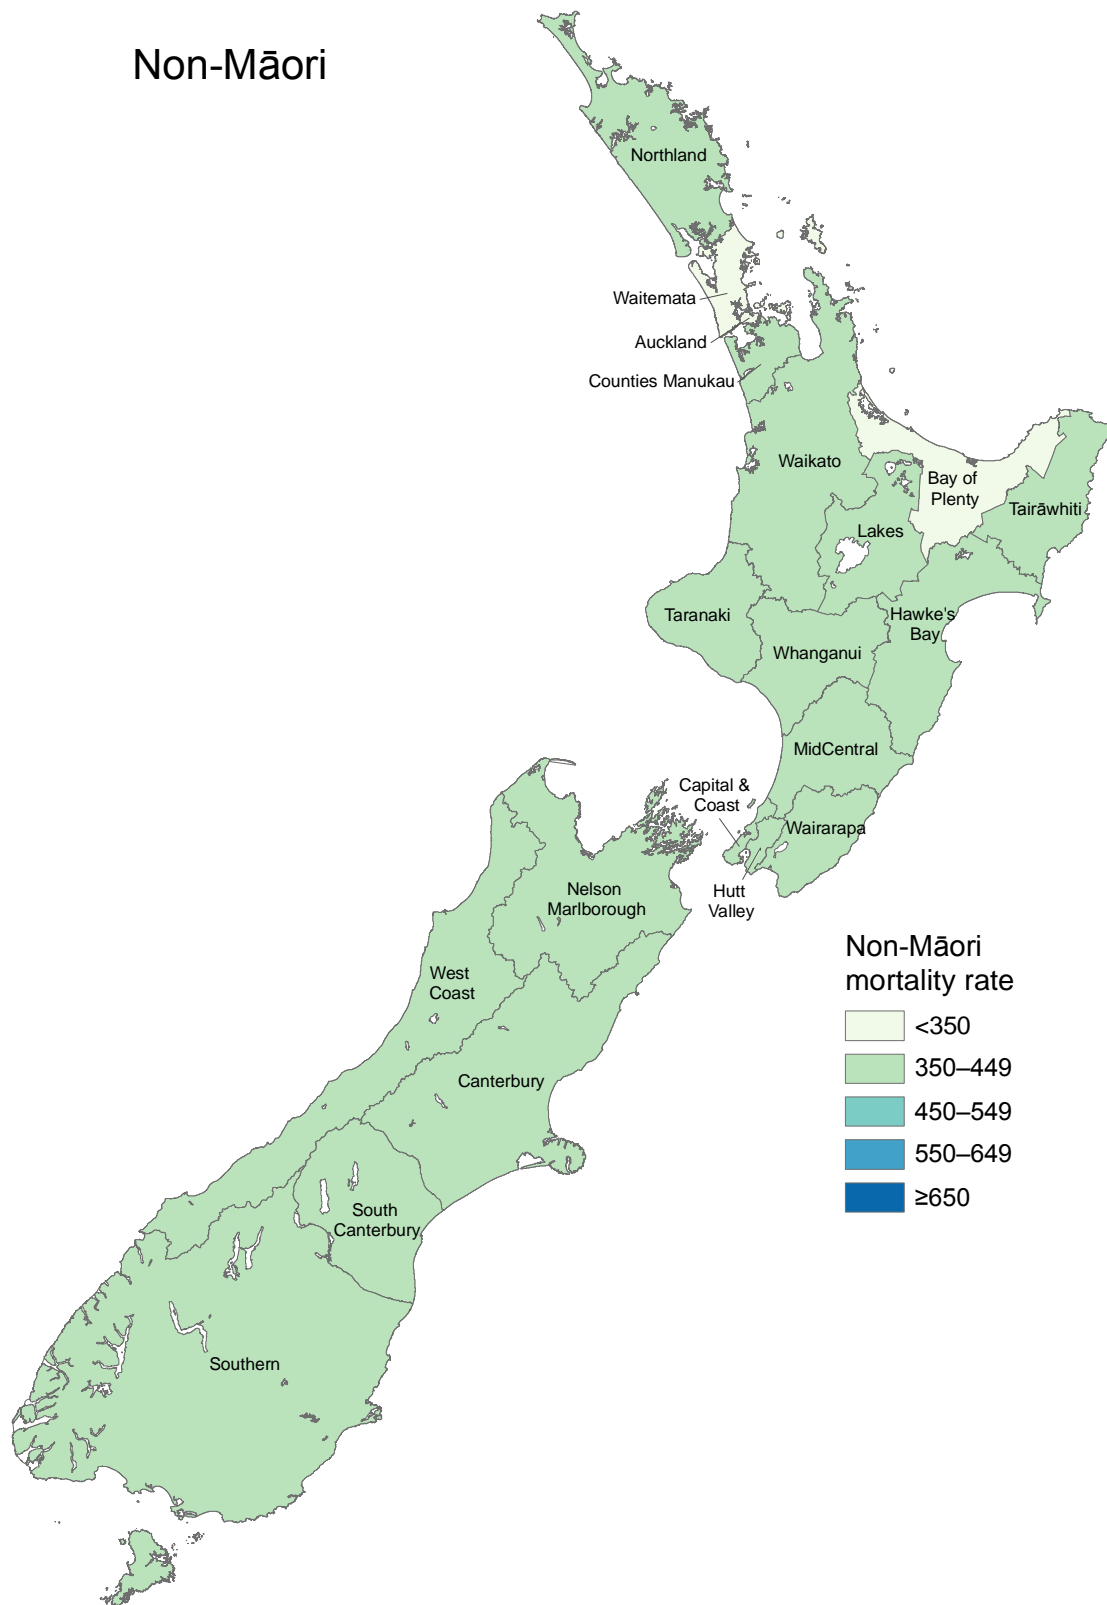 Non-Māori
Northland
Waitemata
Auckland
Counties Manukau
Waikato
Bay of
Plenty
Tairāwhiti
Lakes
Taranaki
Hawke's
Bay
Whanganui
MidCentral
Capital &
Coast
Wairarapa
Hutt
Valley
Nelson
Marlborough
West
Coast
Canterbury
South
Canterbury
Southern
Non-Māori
mortality rate
<350
350–449
450–549
550–649
≥650